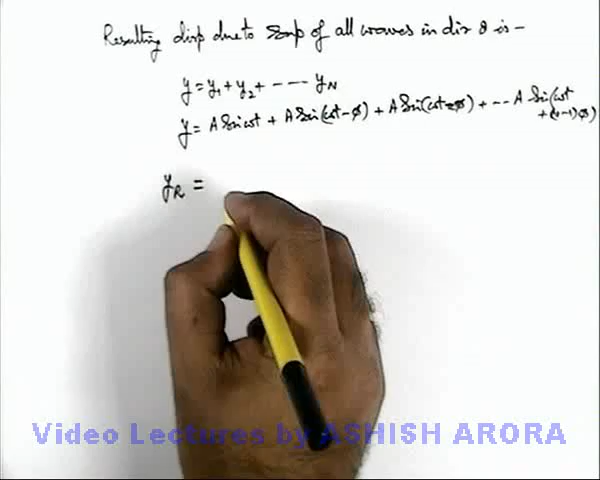 Resulting disp due to sup of all waves in dir θ is –
y = y₁ + y₂ + - --- yN
y = A Sin ωt + A Sin(ωt-φ) + A Sin(ωt-2φ) + -- A Sin(ωt
+ (N-1)φ)
yR =
Video Lectures by ASHISH ARORA